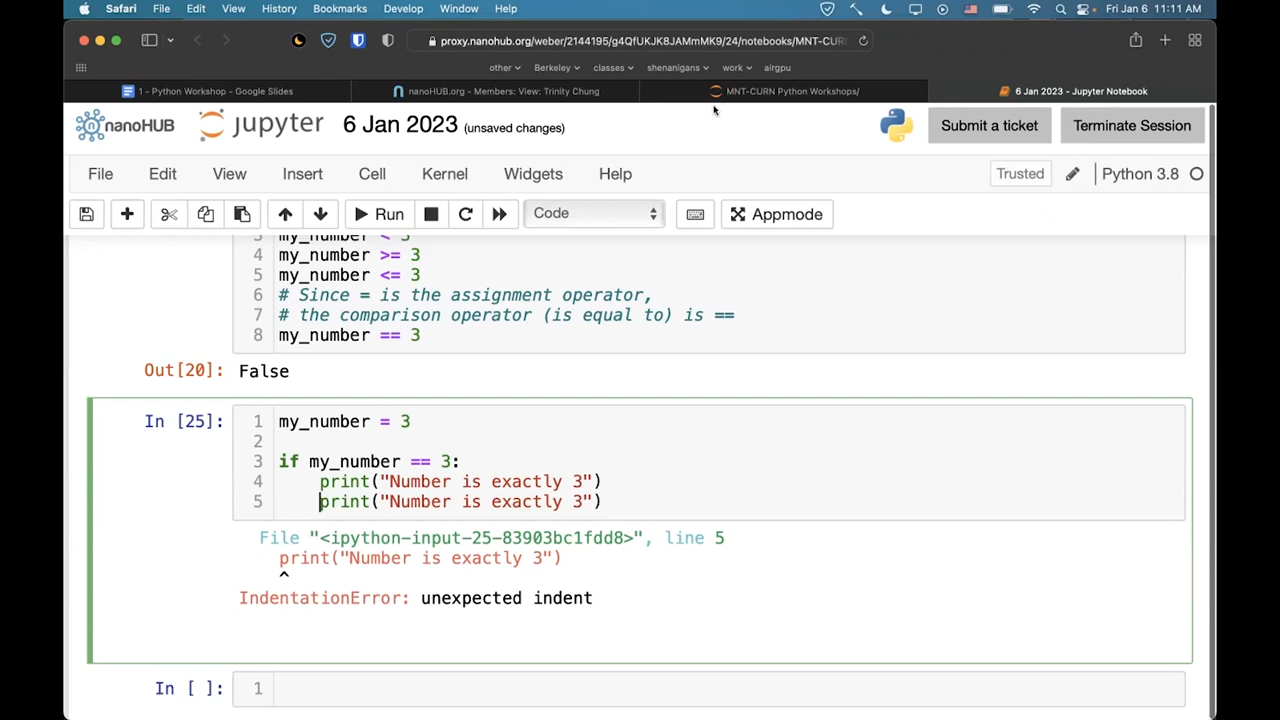 Safari File Edit View History Bookmarks Develop Window Help Fri Jan 6 11:11 AM
proxy.nanohub.org/weber/2144195/g4QfUKJK8JAMmMK9/24/notebooks/MNT-CURN
other Berkeley classes shenanigans work airgpu
1 - Python Workshop - Google Slides nanoHUB.org - Members: View: Trinity Chung MNT-CURN Python Workshops/ 6 Jan 2023 - Jupyter Notebook
nanoHUB jupyter 6 Jan 2023 (unsaved changes) Submit a ticket Terminate Session
File Edit View Insert Cell Kernel Widgets Help Trusted Python 3.8
Run Code Appmode
3 my_number < 3
4 my_number >= 3
5 my_number <= 3
6 # Since = is the assignment operator,
7 # the comparison operator (is equal to) is ==
8 my_number == 3
Out[20]: False
In [25]: 1 my_number = 3
2
3 if my_number == 3:
4 print("Number is exactly 3")
5 print("Number is exactly 3")
File "<ipython-input-25-83903bc1fdd8>", line 5
print("Number is exactly 3")
^
IndentationError: unexpected indent
In [ ]: 1